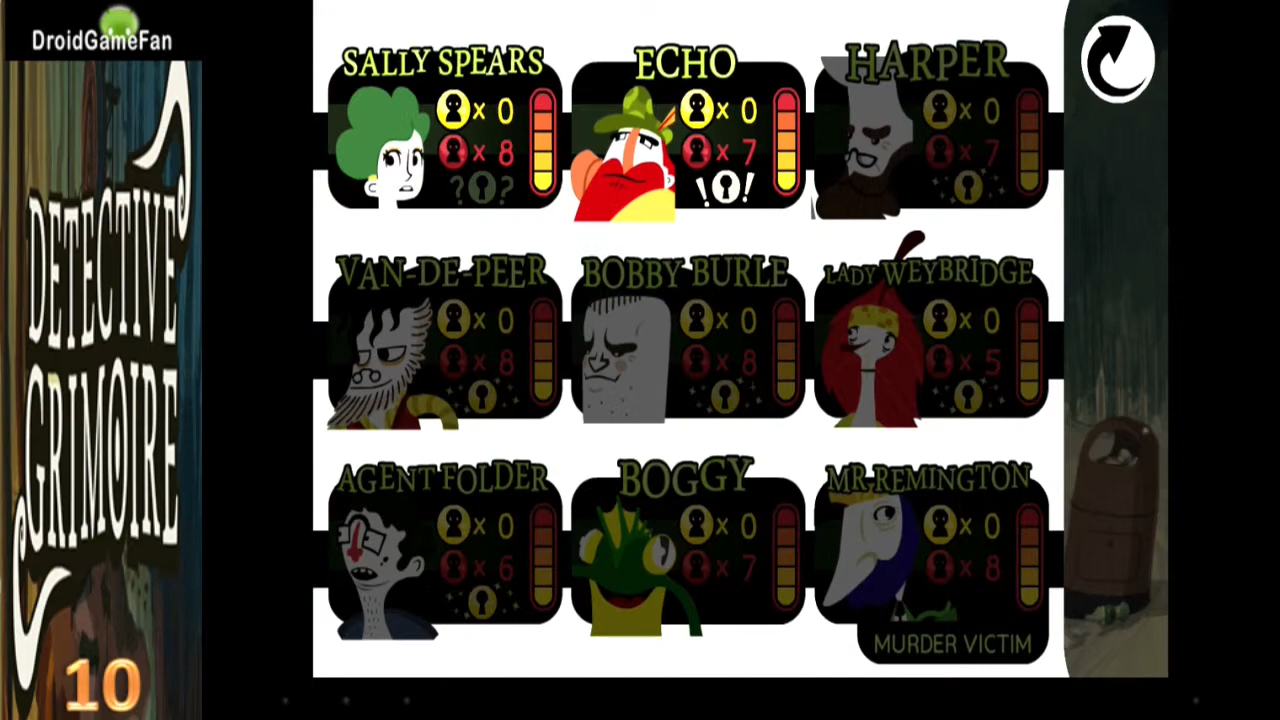 DroidGameFan
DETECTIVE
GRIMOIRE
10
SALLY SPEARS
× 0
× 8
? ?
ECHO
× 0
× 7
! !
HARPER
× 0
× 7
VAN-DE-PEER
× 0
× 8
BOBBY BURLE
× 0
× 8
LADY WEYBRIDGE
× 0
× 5
AGENT FOLDER
× 0
× 6
BOGGY
× 0
× 7
MR REMINGTON
× 0
× 8
MURDER VICTIM